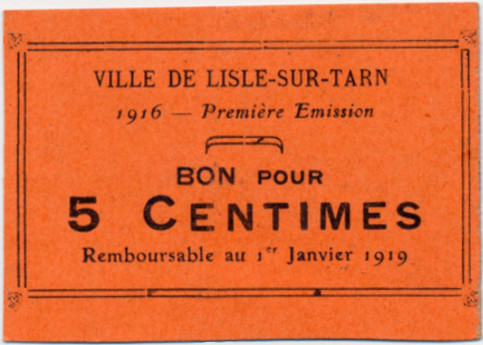 VILLE DE LISLE-SUR-TARN
1916 — Première Emission
BON POUR
5 CENTIMES
Remboursable au 1er Janvier 1919